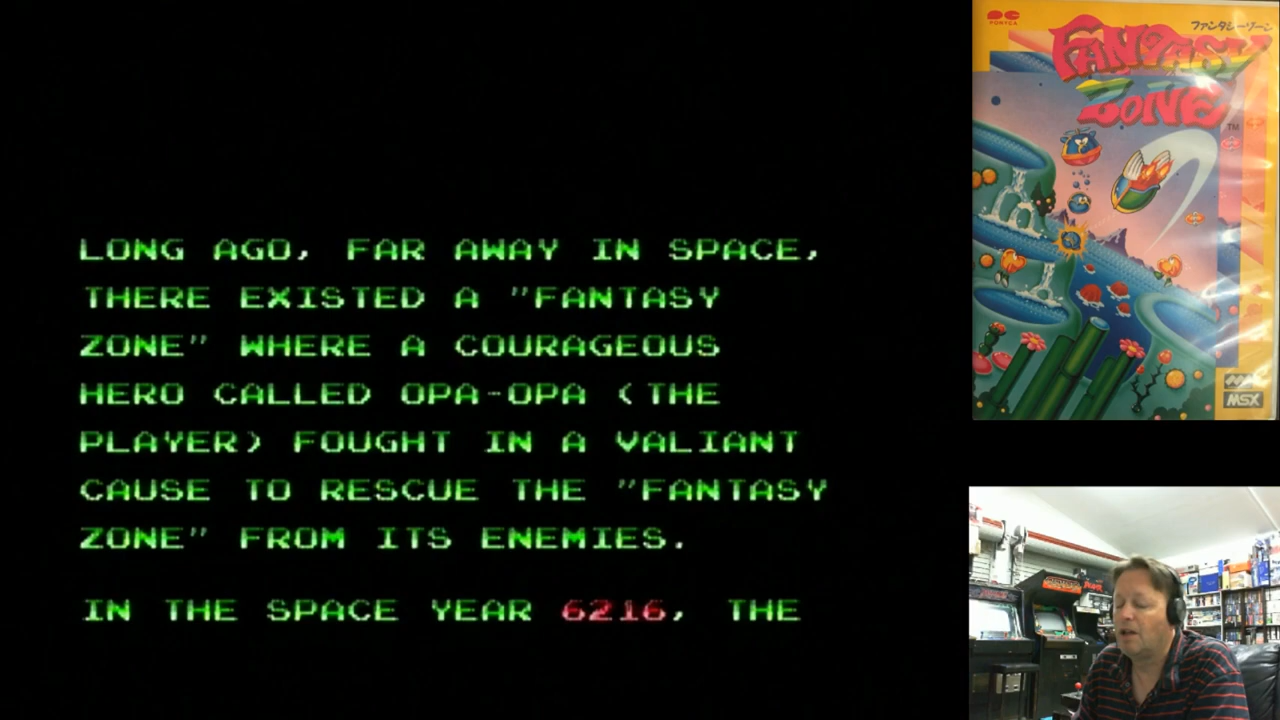 LONG AGO, FAR AWAY IN SPACE,
THERE EXISTED A "FANTASY
ZONE" WHERE A COURAGEOUS
HERO CALLED OPA-OPA (THE
PLAYER) FOUGHT IN A VALIANT
CAUSE TO RESCUE THE "FANTASY
ZONE" FROM ITS ENEMIES.
IN THE SPACE YEAR 6216, THE
PONYCA
ファンタジーゾーン
FANTASY
ZONE
TM
MSX